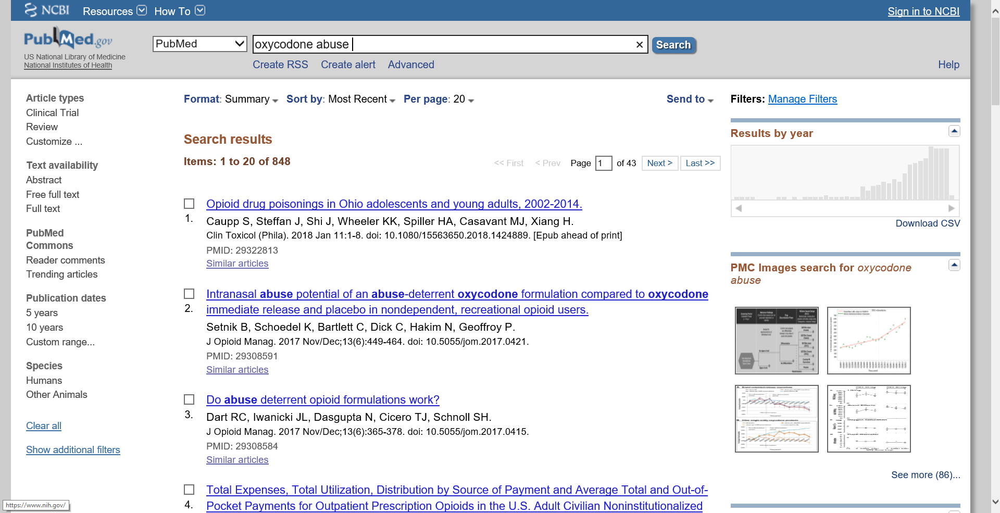 NCBI Resources How To Sign in to NCBI
PubMed.gov
US National Library of Medicine
National Institutes of Health
PubMed
oxycodone abuse
×
Search
Create RSS Create alert Advanced
Help
Article types
Clinical Trial
Review
Customize ...
Text availability
Abstract
Free full text
Full text
PubMed
Commons
Reader comments
Trending articles
Publication dates
5 years
10 years
Custom range...
Species
Humans
Other Animals
Clear all
Show additional filters
Format: Summary Sort by: Most Recent Per page: 20 Send to
Search results
Items: 1 to 20 of 848
<< First < Prev Page 1 of 43 Next > Last >>
Opioid drug poisonings in Ohio adolescents and young adults, 2002-2014.
1.
Caupp S, Steffan J, Shi J, Wheeler KK, Spiller HA, Casavant MJ, Xiang H.
Clin Toxicol (Phila). 2018 Jan 11:1-8. doi: 10.1080/15563650.2018.1424889. [Epub ahead of print]
PMID: 29322813
Similar articles
Intranasal abuse potential of an abuse-deterrent oxycodone formulation compared to oxycodone
2. immediate release and placebo in nondependent, recreational opioid users.
Setnik B, Schoedel K, Bartlett C, Dick C, Hakim N, Geoffroy P.
J Opioid Manag. 2017 Nov/Dec;13(6):449-464. doi: 10.5055/jom.2017.0421.
PMID: 29308591
Similar articles
Do abuse deterrent opioid formulations work?
3.
Dart RC, Iwanicki JL, Dasgupta N, Cicero TJ, Schnoll SH.
J Opioid Manag. 2017 Nov/Dec;13(6):365-378. doi: 10.5055/jom.2017.0415.
PMID: 29308584
Similar articles
Total Expenses, Total Utilization, Distribution by Source of Payment and Average Total and Out-of-
4. Pocket Payments for Outpatient Prescription Opioids in the U.S. Adult Civilian Noninstitutionalized
Filters: Manage Filters
Results by year
Download CSV
PMC Images search for oxycodone
abuse
See more (86)...
https://www.nih.gov/